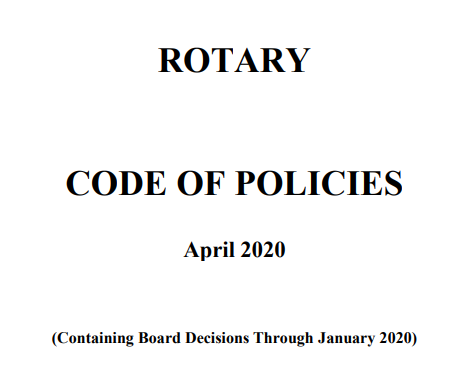 ROTARY
CODE OF POLICIES
April 2020
(Containing Board Decisions Through January 2020)